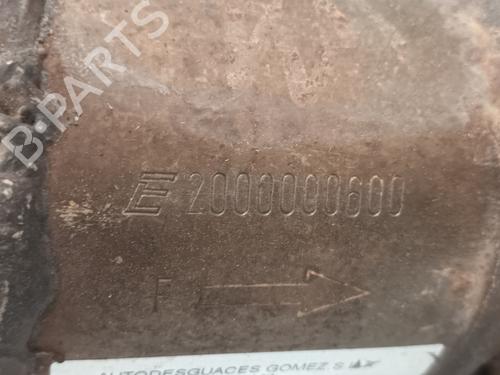 B-PARTS
E 2000000600
F
AUTODESGUACES GOMEZ S.L.